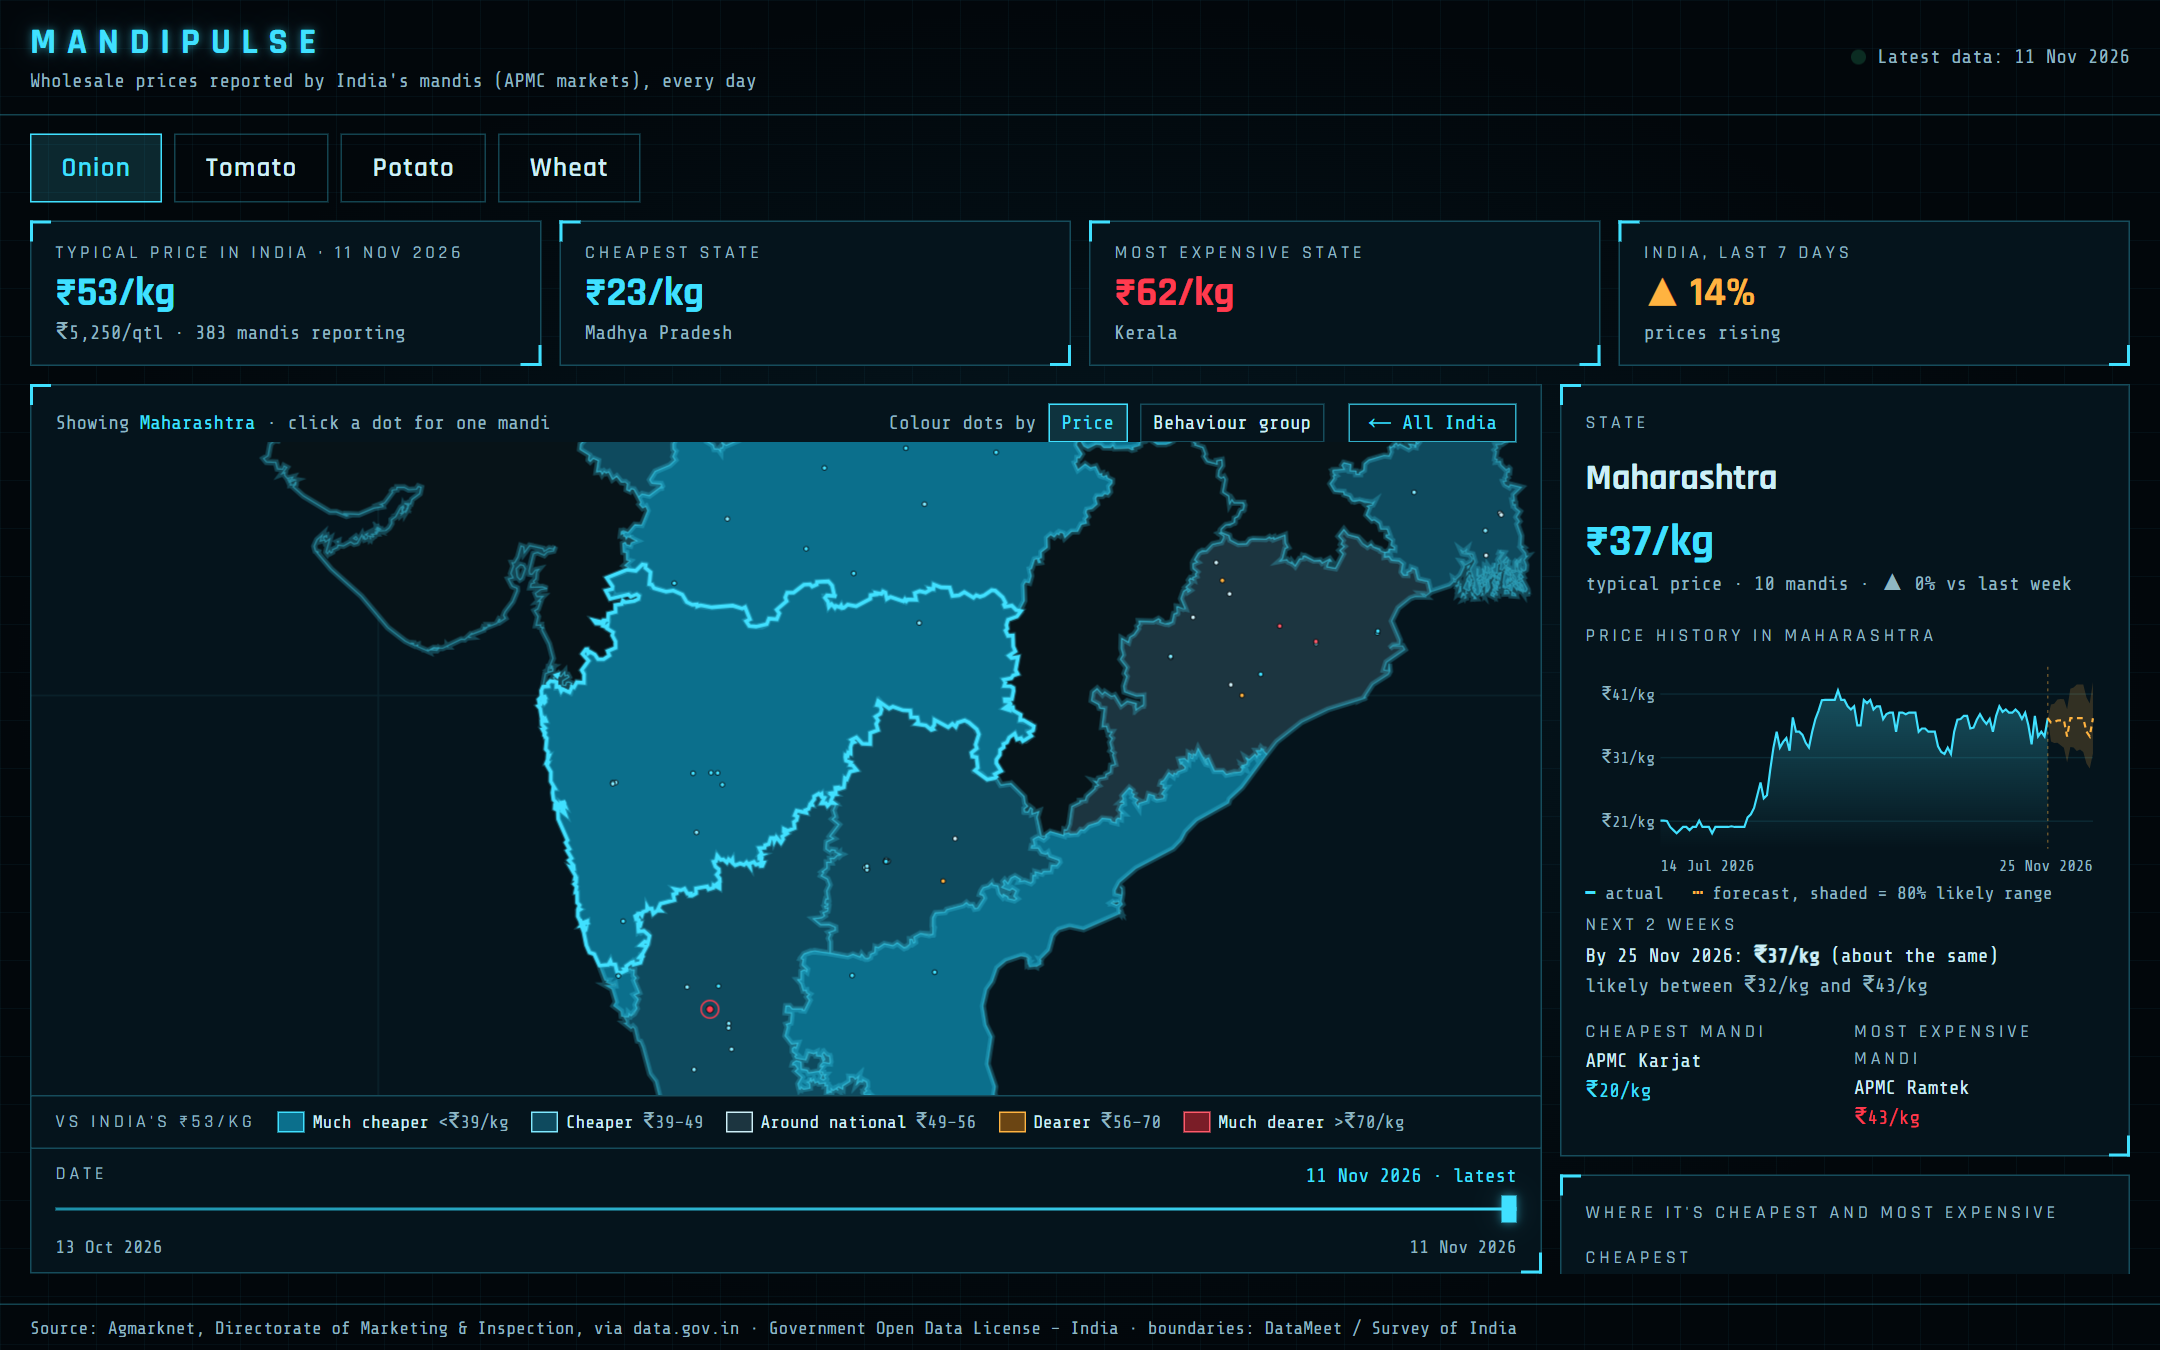 MANDIPULSE
Wholesale prices reported by India's mandis (APMC markets), every day
Latest data: 11 Nov 2026
Onion
Tomato
Potato
Wheat
TYPICAL PRICE IN INDIA · 11 NOV 2026
₹53/kg
₹5,250/qtl · 383 mandis reporting
CHEAPEST STATE
₹23/kg
Madhya Pradesh
MOST EXPENSIVE STATE
₹62/kg
Kerala
INDIA, LAST 7 DAYS
▲ 14%
prices rising
Showing Maharashtra · click a dot for one mandi
Colour dots by
Price
Behaviour group
← All India
VS INDIA'S ₹53/KG
Much cheaper <₹39/kg
Cheaper ₹39–49
Around national ₹49–56
Dearer ₹56–70
Much dearer >₹70/kg
DATE
11 Nov 2026 · latest
13 Oct 2026
11 Nov 2026
STATE
Maharashtra
₹37/kg
typical price · 10 mandis · ▲ 0% vs last week
PRICE HISTORY IN MAHARASHTRA
₹41/kg
₹31/kg
₹21/kg
14 Jul 2026
25 Nov 2026
actual
forecast, shaded = 80% likely range
NEXT 2 WEEKS
By 25 Nov 2026: ₹37/kg (about the same)
likely between ₹32/kg and ₹43/kg
CHEAPEST MANDI
APMC Karjat
₹20/kg
MOST EXPENSIVE
MANDI
APMC Ramtek
₹43/kg
WHERE IT'S CHEAPEST AND MOST EXPENSIVE
CHEAPEST
Source: Agmarknet, Directorate of Marketing & Inspection, via data.gov.in · Government Open Data License – India · boundaries: DataMeet / Survey of India